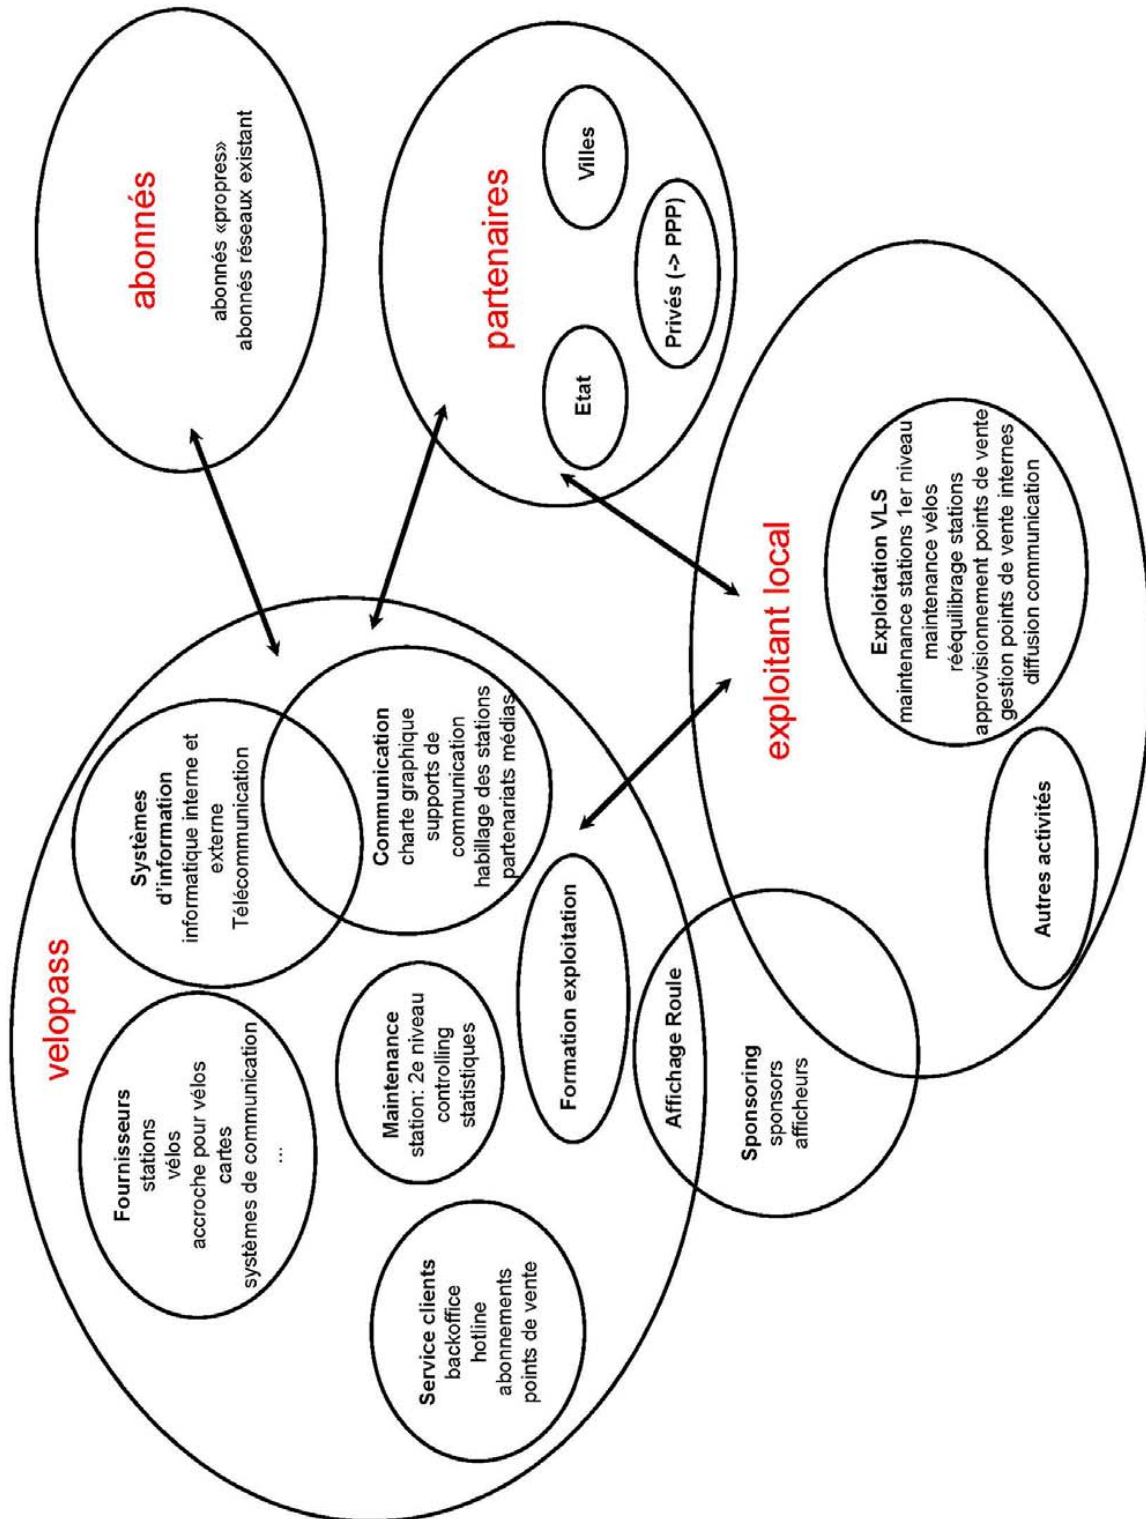 velopass
Fournisseurs
stations
vélos
accroche pour vélos
cartes
systèmes de communication
...
Systèmes
d'information
informatique interne et
externe
Télécommunication
Service clients
backoffice
hotline
abonnements
points de vente
Maintenance
station: 2e niveau
controlling
statistiques
Communication
charte graphique
supports de
communication
habillage des stations
partenariats médias
Formation exploitation
abonnés
abonnés «propres»
abonnés réseaux existant
partenaires
Etat
Villes
Privés (-> PPP)
Affichage Roule
Sponsoring
sponsors
afficheurs
exploitant local
Exploitation VLS
maintenance stations 1er niveau
maintenance vélos
rééquilibrage stations
approvisionnement points de vente
gestion points de vente internes
diffusion communication
Autres activités